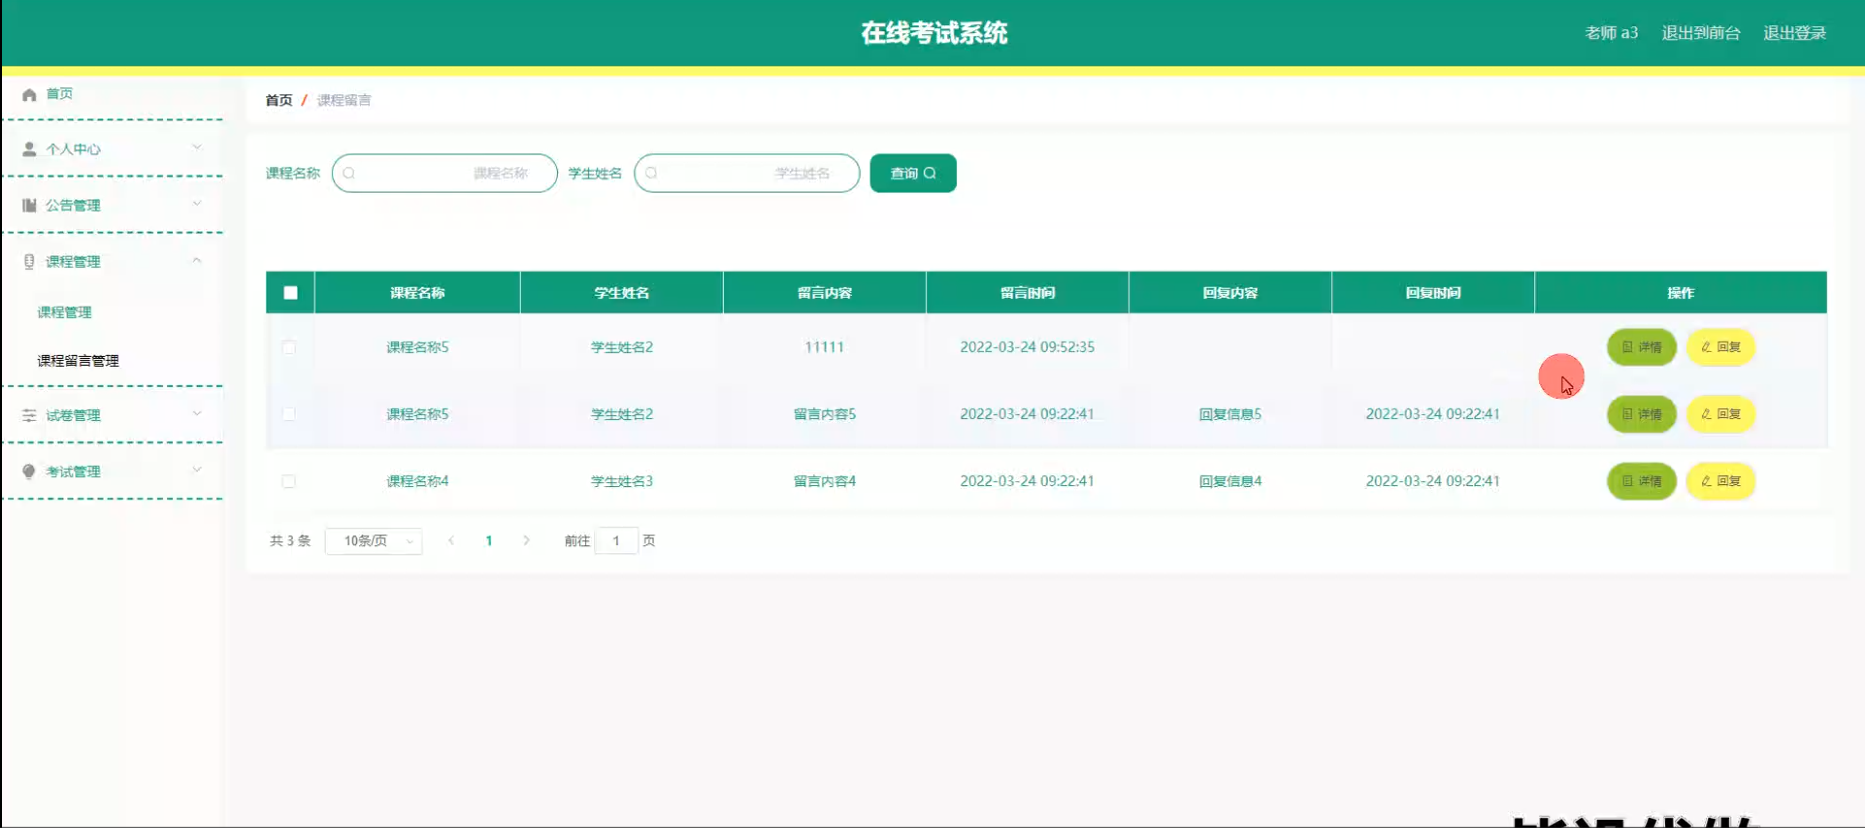 在线考试系统
老师 a3 退出到前台 退出登录
首页
个人中心
公告管理
课程管理
课程管理
课程留言管理
试卷管理
考试管理
首页 / 课程留言
课程名称 课程名称 学生姓名 学生姓名 查询
课程名称 学生姓名 留言内容 留言时间 回复内容 回复时间 操作
课程名称5 学生姓名2 11111 2022-03-24 09:52:35 详情 回复
课程名称5 学生姓名2 留言内容5 2022-03-24 09:22:41 回复信息5 2022-03-24 09:22:41 详情 回复
课程名称4 学生姓名3 留言内容4 2022-03-24 09:22:41 回复信息4 2022-03-24 09:22:41 详情 回复
共 3 条 10条/页 1 前往 1 页